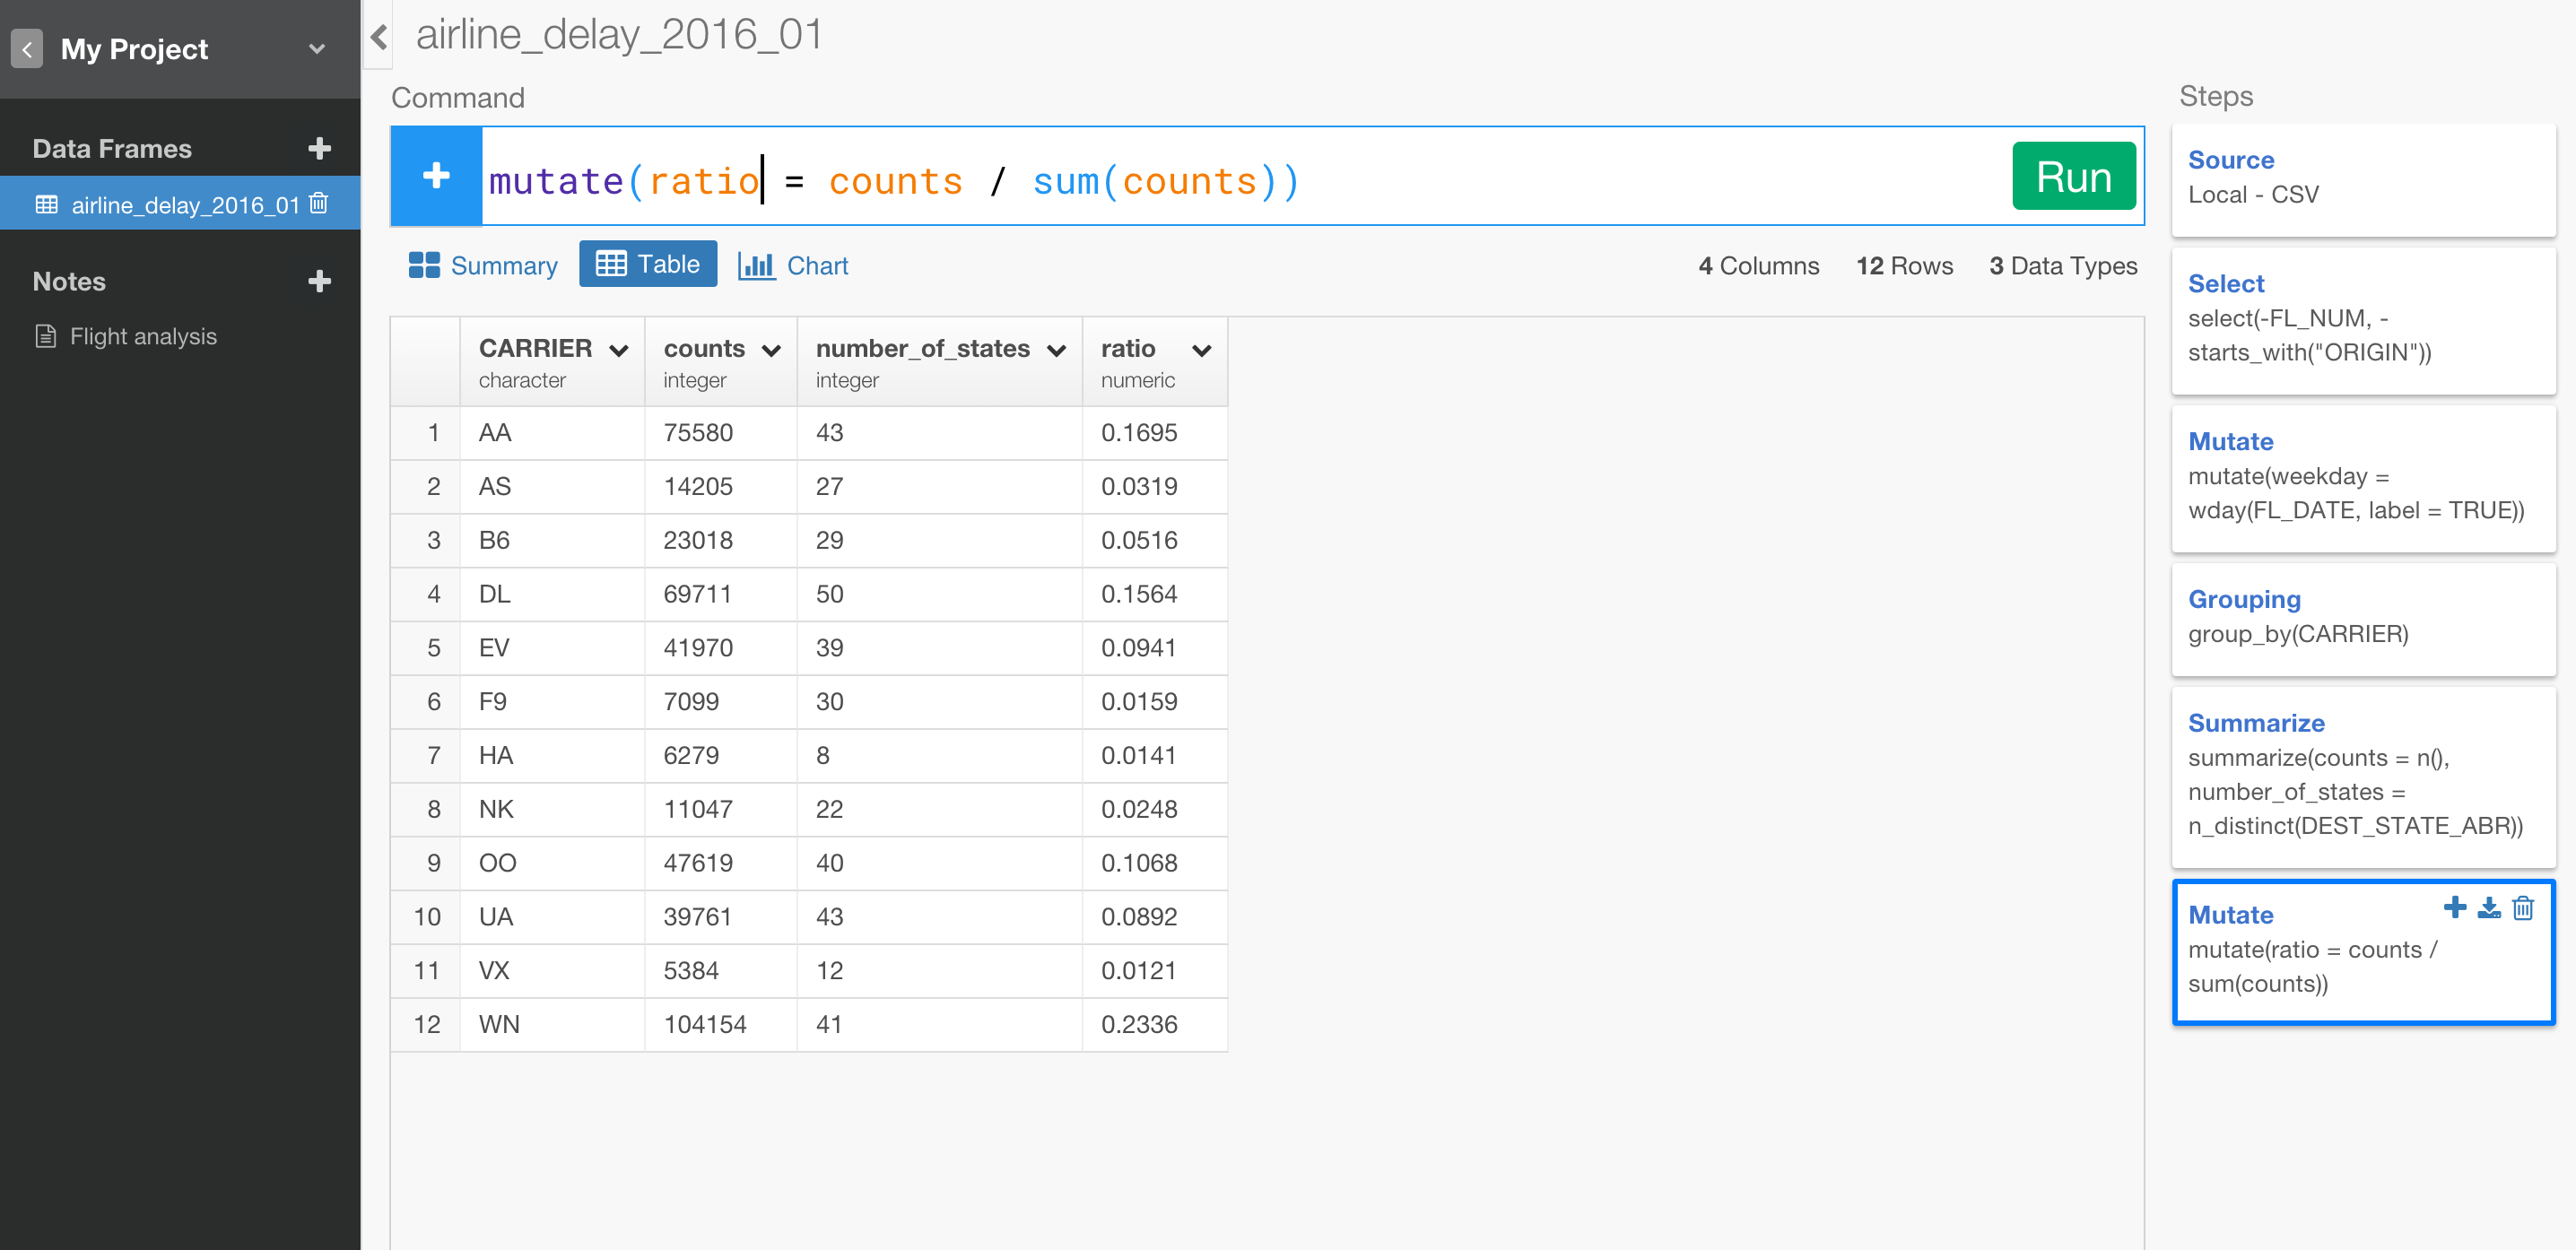 My Project
Data Frames
airline_delay_2016_01
Notes
Flight analysis
airline_delay_2016_01
Command
mutate(ratio = counts / sum(counts))
Run
Summary Table Chart
4 Columns 12 Rows 3 Data Types
CARRIER counts number_of_states ratio
character integer integer numeric
1 AA 75580 43 0.1695
2 AS 14205 27 0.0319
3 B6 23018 29 0.0516
4 DL 69711 50 0.1564
5 EV 41970 39 0.0941
6 F9 7099 30 0.0159
7 HA 6279 8 0.0141
8 NK 11047 22 0.0248
9 OO 47619 40 0.1068
10 UA 39761 43 0.0892
11 VX 5384 12 0.0121
12 WN 104154 41 0.2336
Steps
Source
Local - CSV
Select
select(-FL_NUM, -
starts_with("ORIGIN"))
Mutate
mutate(weekday =
wday(FL_DATE, label = TRUE))
Grouping
group_by(CARRIER)
Summarize
summarize(counts = n(),
number_of_states =
n_distinct(DEST_STATE_ABR))
Mutate
mutate(ratio = counts /
sum(counts))